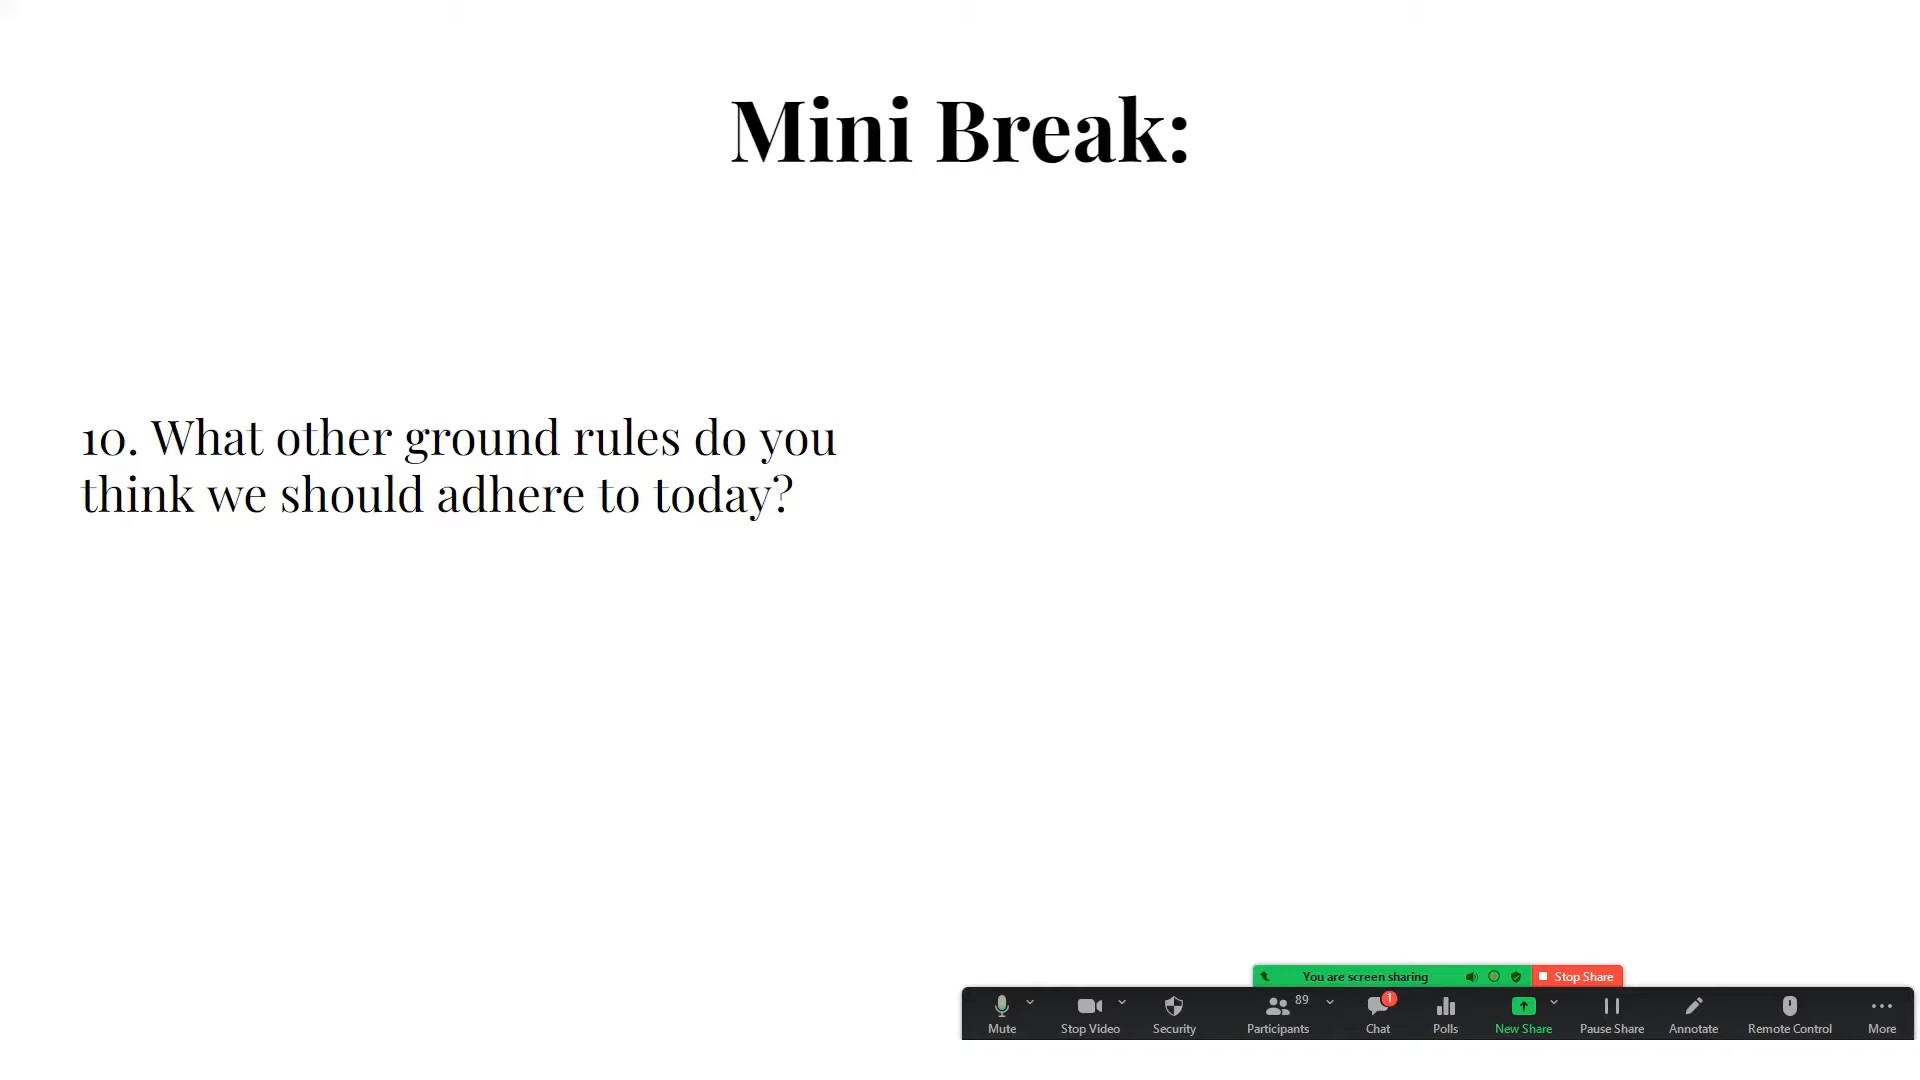 Mini Break:
10. What other ground rules do you
think we should adhere to today?
You are screen sharing
Stop Share
Mute
Stop Video
Security
89
Participants
1
Chat
Polls
New Share
Pause Share
Annotate
Remote Control
More